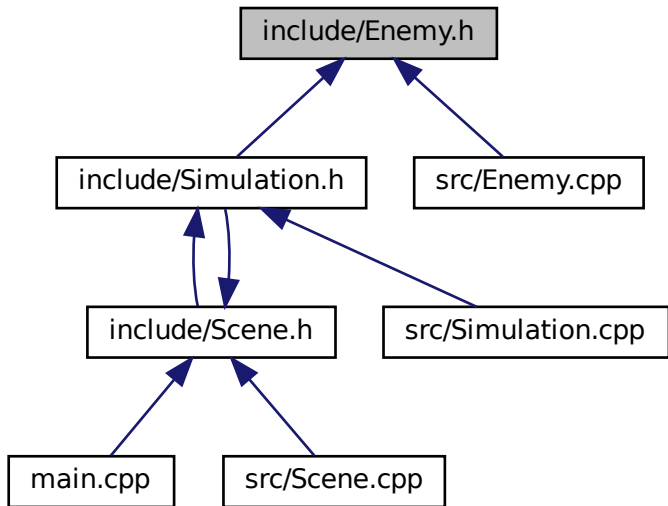 include/Enemy.h
include/Simulation.h
src/Enemy.cpp
include/Scene.h
src/Simulation.cpp
main.cpp
src/Scene.cpp